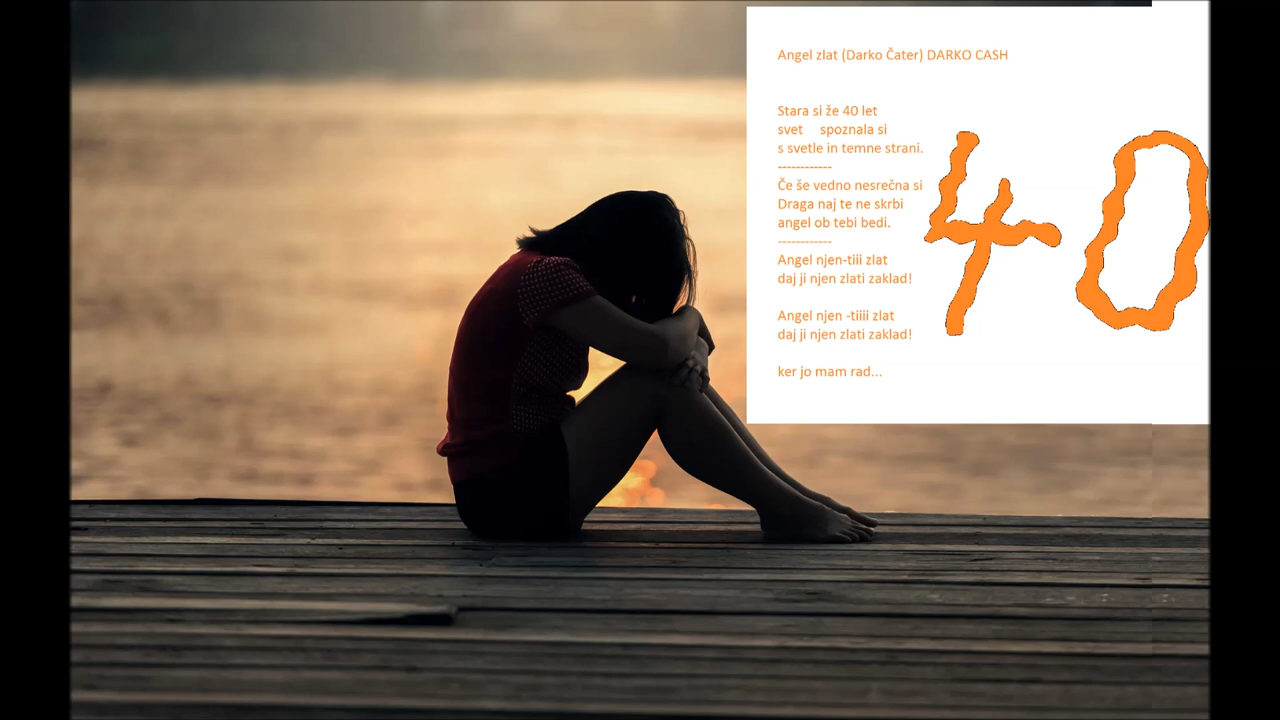 Angel zlat (Darko Čater) DARKO CASH
Stara si že 40 let
svet spoznala si
s svetle in temne strani.
------------
Če še vedno nesrečna si
Draga naj te ne skrbi
angel ob tebi bedi.
------------
Angel njen-tiii zlat
daj ji njen zlati zaklad!
Angel njen -tiiii zlat
daj ji njen zlati zaklad!
ker jo mam rad...
40